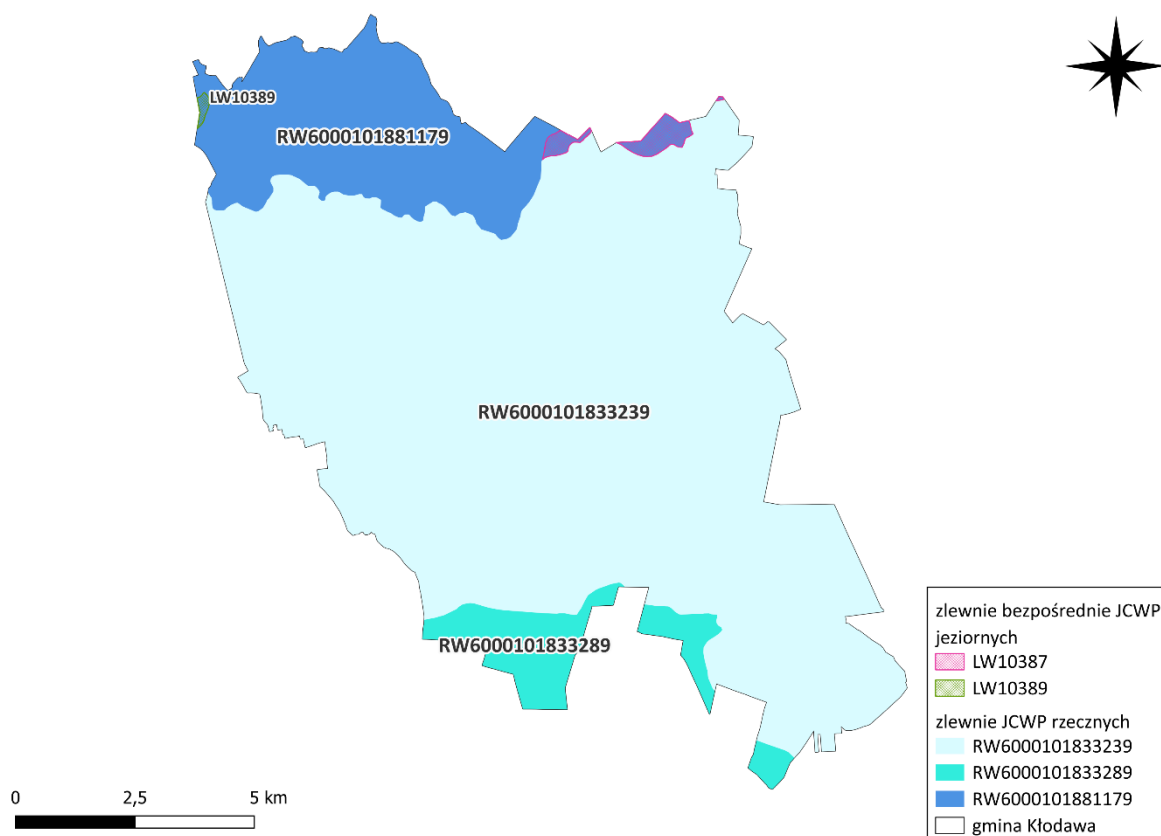 LW10389
RW6000101881179
RW6000101833239
RW6000101833289
zlewnie bezpośrednie JCWP
jeziornych
LW10387
LW10389
zlewnie JCWP rzecznych
RW6000101833239
RW6000101833289
RW6000101881179
gmina Kłodawa
0 2,5 5 km